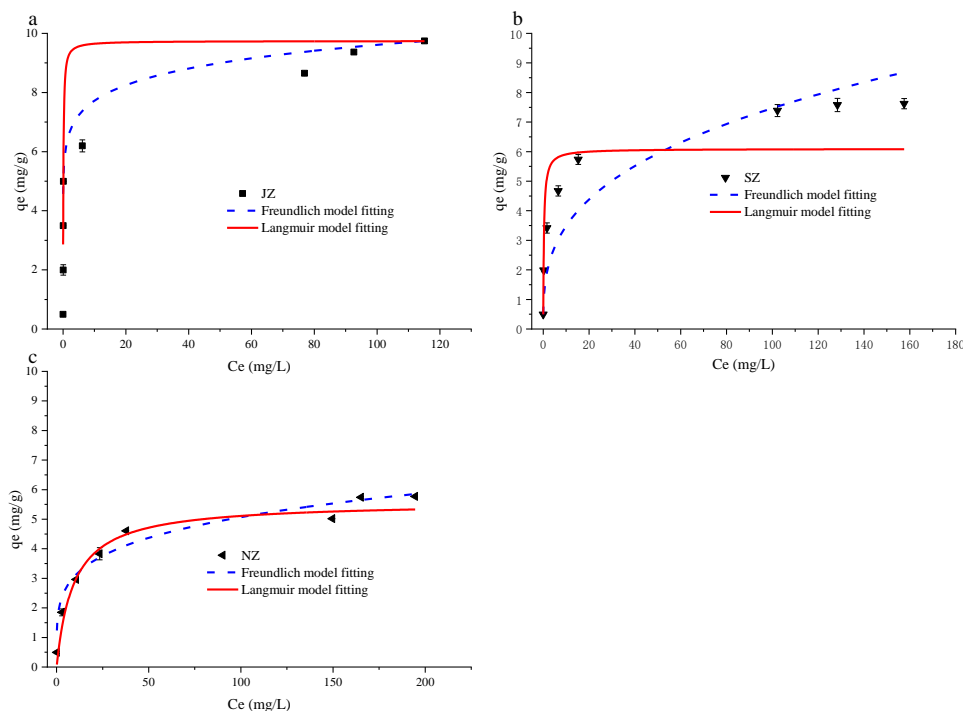 a
10
8
6
4
2
0
qe (mg/g)
JZ
Freundlich model fitting
Langmuir model fitting
0 20 40 60 80 100 120
Ce (mg/L)
b
10
9
8
7
6
5
4
3
2
1
0
qe (mg/g)
SZ
Freundlich model fitting
Langmuir model fitting
0 20 40 60 80 100 120 140 160 180
Ce (mg/L)
c
10
9
8
7
6
5
4
3
2
1
0
qe (mg/g)
NZ
Freundlich model fitting
Langmuir model fitting
0 50 100 150 200
Ce (mg/L)